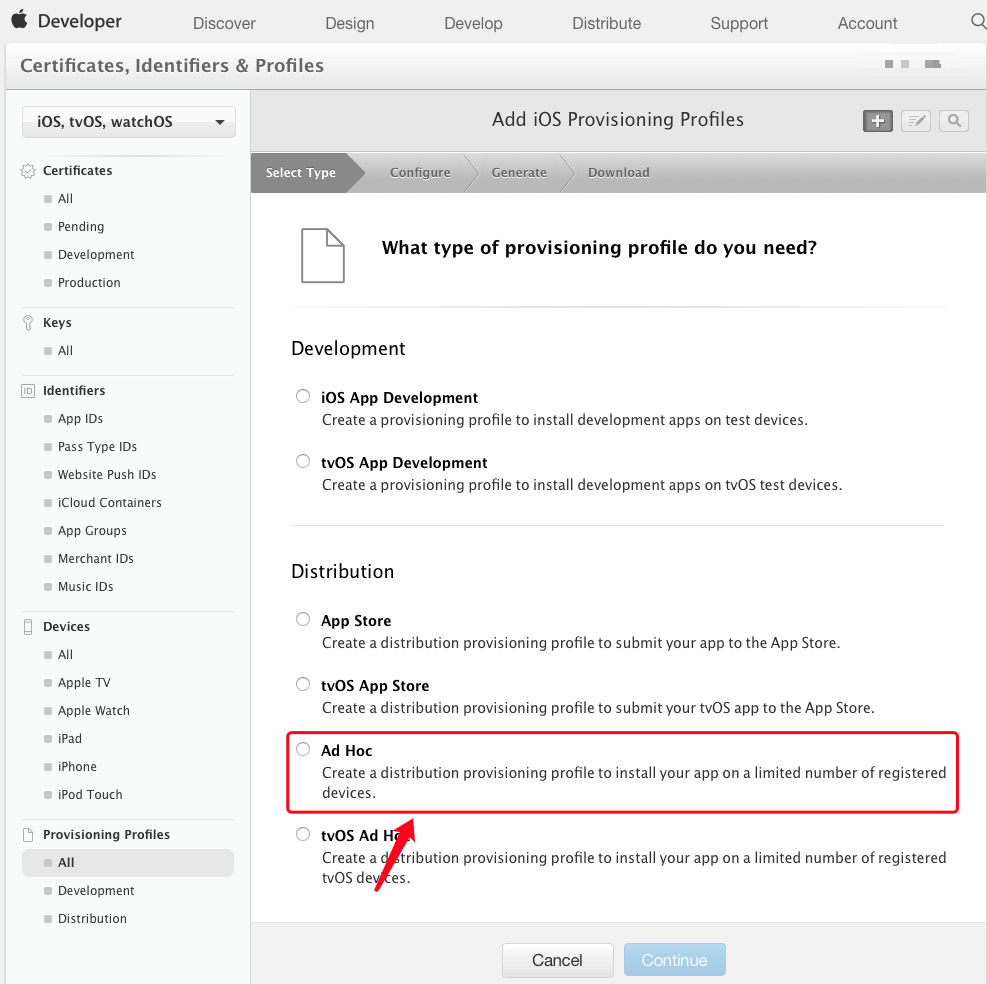 Developer
Discover
Design
Develop
Distribute
Support
Account
Certificates, Identifiers & Profiles
iOS, tvOS, watchOS
Certificates
All
Pending
Development
Production
Keys
All
ID Identifiers
App IDs
Pass Type IDs
Website Push IDs
iCloud Containers
App Groups
Merchant IDs
Music IDs
Devices
All
Apple TV
Apple Watch
iPad
iPhone
iPod Touch
Provisioning Profiles
All
Development
Distribution
Add iOS Provisioning Profiles
Select Type
Configure
Generate
Download
What type of provisioning profile do you need?
Development
iOS App Development
Create a provisioning profile to install development apps on test devices.
tvOS App Development
Create a provisioning profile to install development apps on tvOS test devices.
Distribution
App Store
Create a distribution provisioning profile to submit your app to the App Store.
tvOS App Store
Create a distribution provisioning profile to submit your tvOS app to the App Store.
Ad Hoc
Create a distribution provisioning profile to install your app on a limited number of registered
devices.
tvOS Ad Hoc
Create a distribution provisioning profile to install your app on a limited number of registered
tvOS devices.
Cancel
Continue